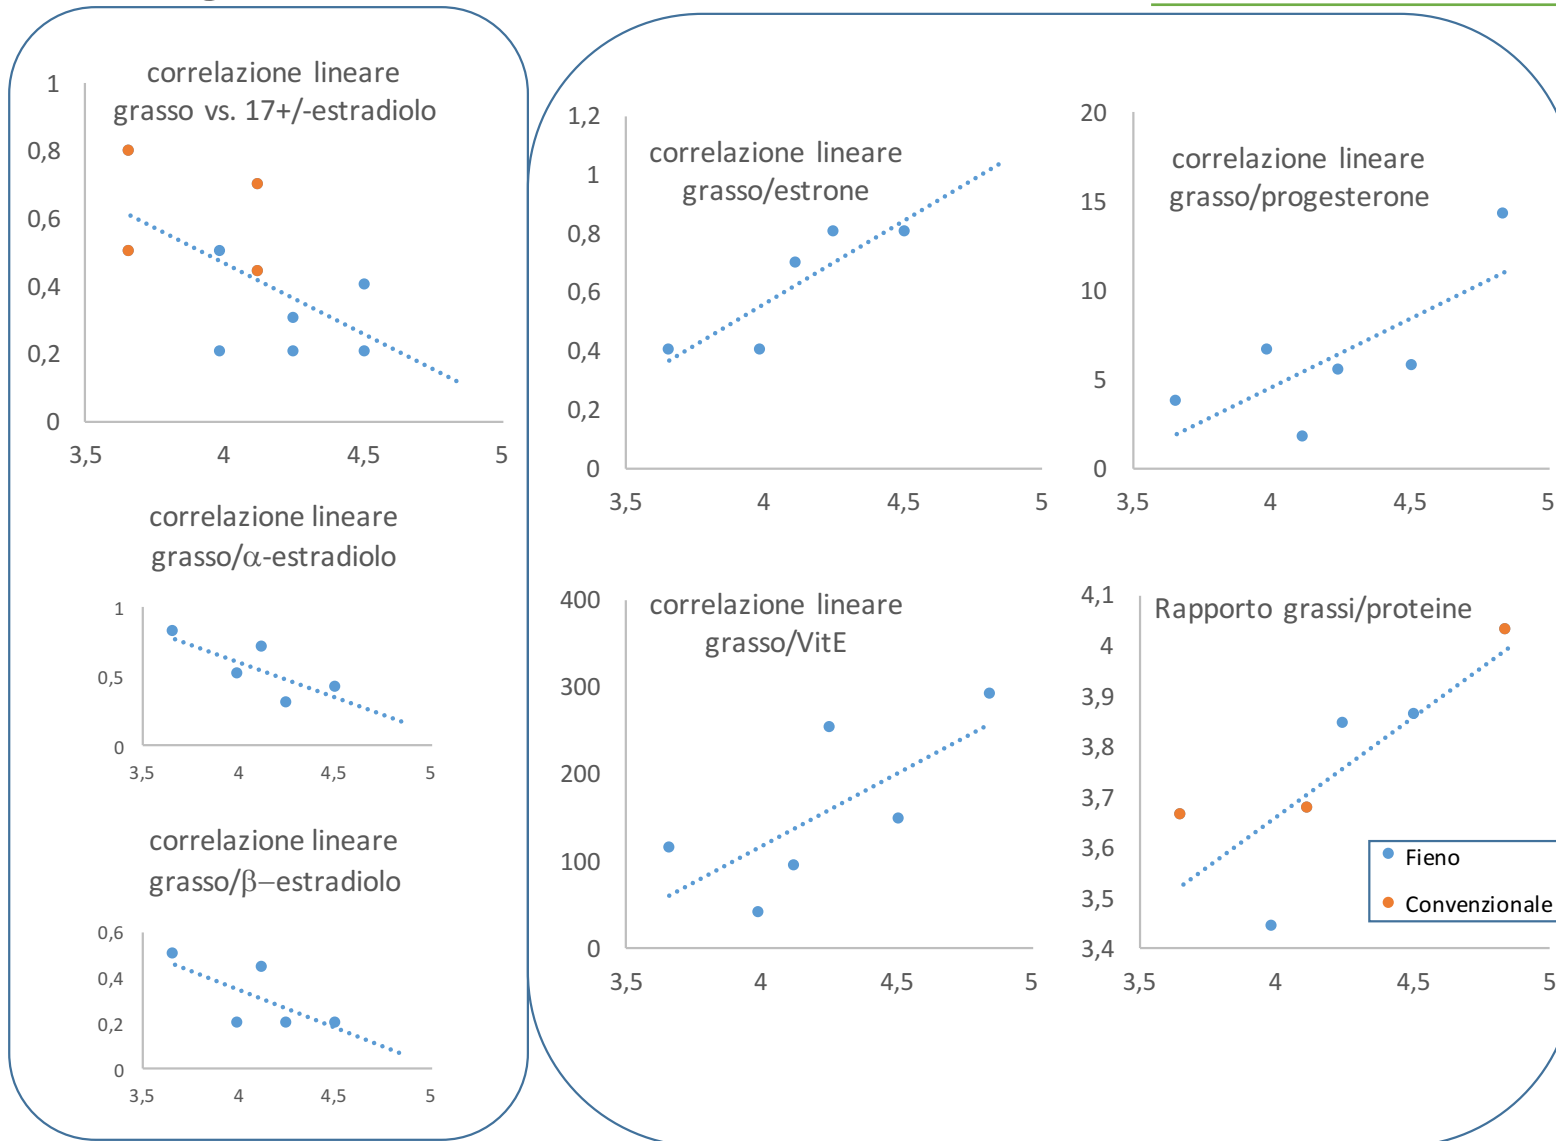 correlazione lineare
grasso vs. 17+/-estradiolo
1
0,8
0,6
0,4
0,2
0
3,5 4 4,5 5
correlazione lineare
grasso/α-estradiolo
1
0,5
0
3,5 4 4,5 5
correlazione lineare
grasso/β−estradiolo
0,6
0,4
0,2
0
3,5 4 4,5 5
correlazione lineare
grasso/estrone
1,2
1
0,8
0,6
0,4
0,2
0
3,5 4 4,5 5
correlazione lineare
grasso/progesterone
20
15
10
5
0
3,5 4 4,5 5
correlazione lineare
grasso/VitE
400
300
200
100
0
3,5 4 4,5 5
Rapporto grassi/proteine
4,1
4
3,9
3,8
3,7
3,6
3,5
3,4
3,5 4 4,5 5
Fieno
Convenzionale